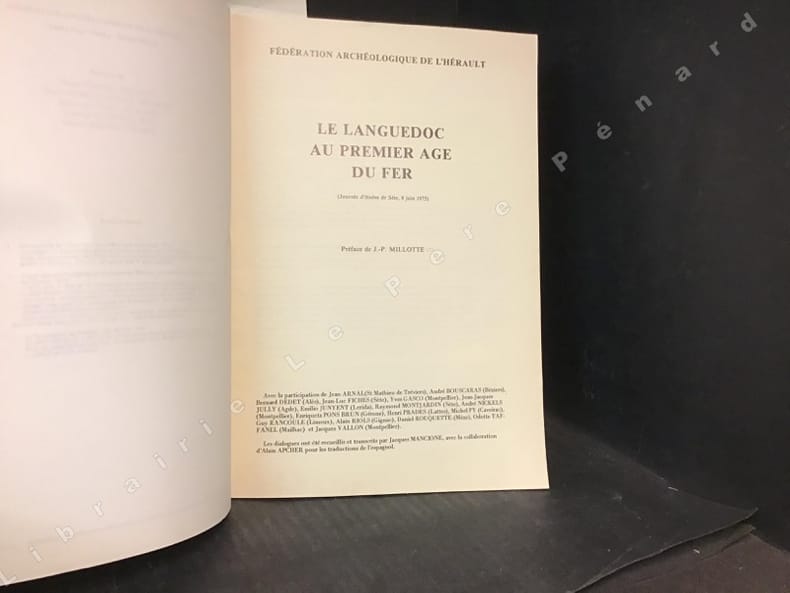 FÉDÉRATION ARCHÉOLOGIQUE DE L'HÉRAULT
LE LANGUEDOC
AU PREMIER AGE
DU FER
(Journée d'études de Sète, 8 juin 1975)
Préface de J.-P. MILLOTTE
Avec la participation de Jean ARNAL(St Mathieu de Tréviers), André BOUSCARAS (Béziers),
Bernard DEDET (Alès), Jean-Luc FICHES (Sète), Yves GASCO (Montpellier), Jean Jacques
JULLY (Agde), Emilio JUNYENT (Lerida), Raymond MONTJARDIN (Sète), André NICKELS
(Montpellier), Enriqueta PONS BRUN (Gérone), Henri PRADES (Lattes), Michel PY (Caveirac),
Guy RANCOULE (Limoux), Alain RIOLS (Gignac), Daniel ROUQUETTE (Mèze), Odette TAF-
FANEL (Mailhac) et Jacques VALLON (Montpellier).
Les dialogues ont été recueillis et transcrits par Jacques MANCIONE, avec la collaboration
d'Alain APCHER pour les traductions de l'espagnol.
Librairie Le Père Pénard